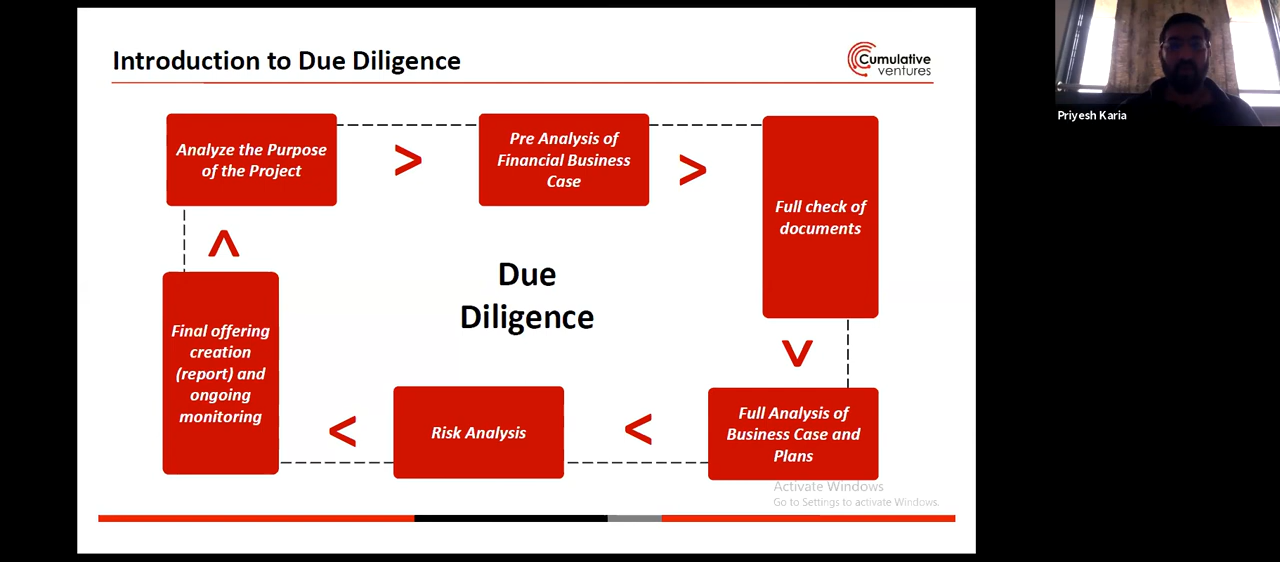 Introduction to Due Diligence
Cumulative
ventures
Priyesh Karia
Analyze the Purpose
of the Project
>
Pre Analysis of
Financial Business
Case
>
Full check of
documents
>
Full Analysis of
Business Case and
Plans
<
Risk Analysis
<
Final offering
creation
(report) and
ongoing
monitoring
>
Due
Diligence
Activate Windows
Go to Settings to activate Windows.